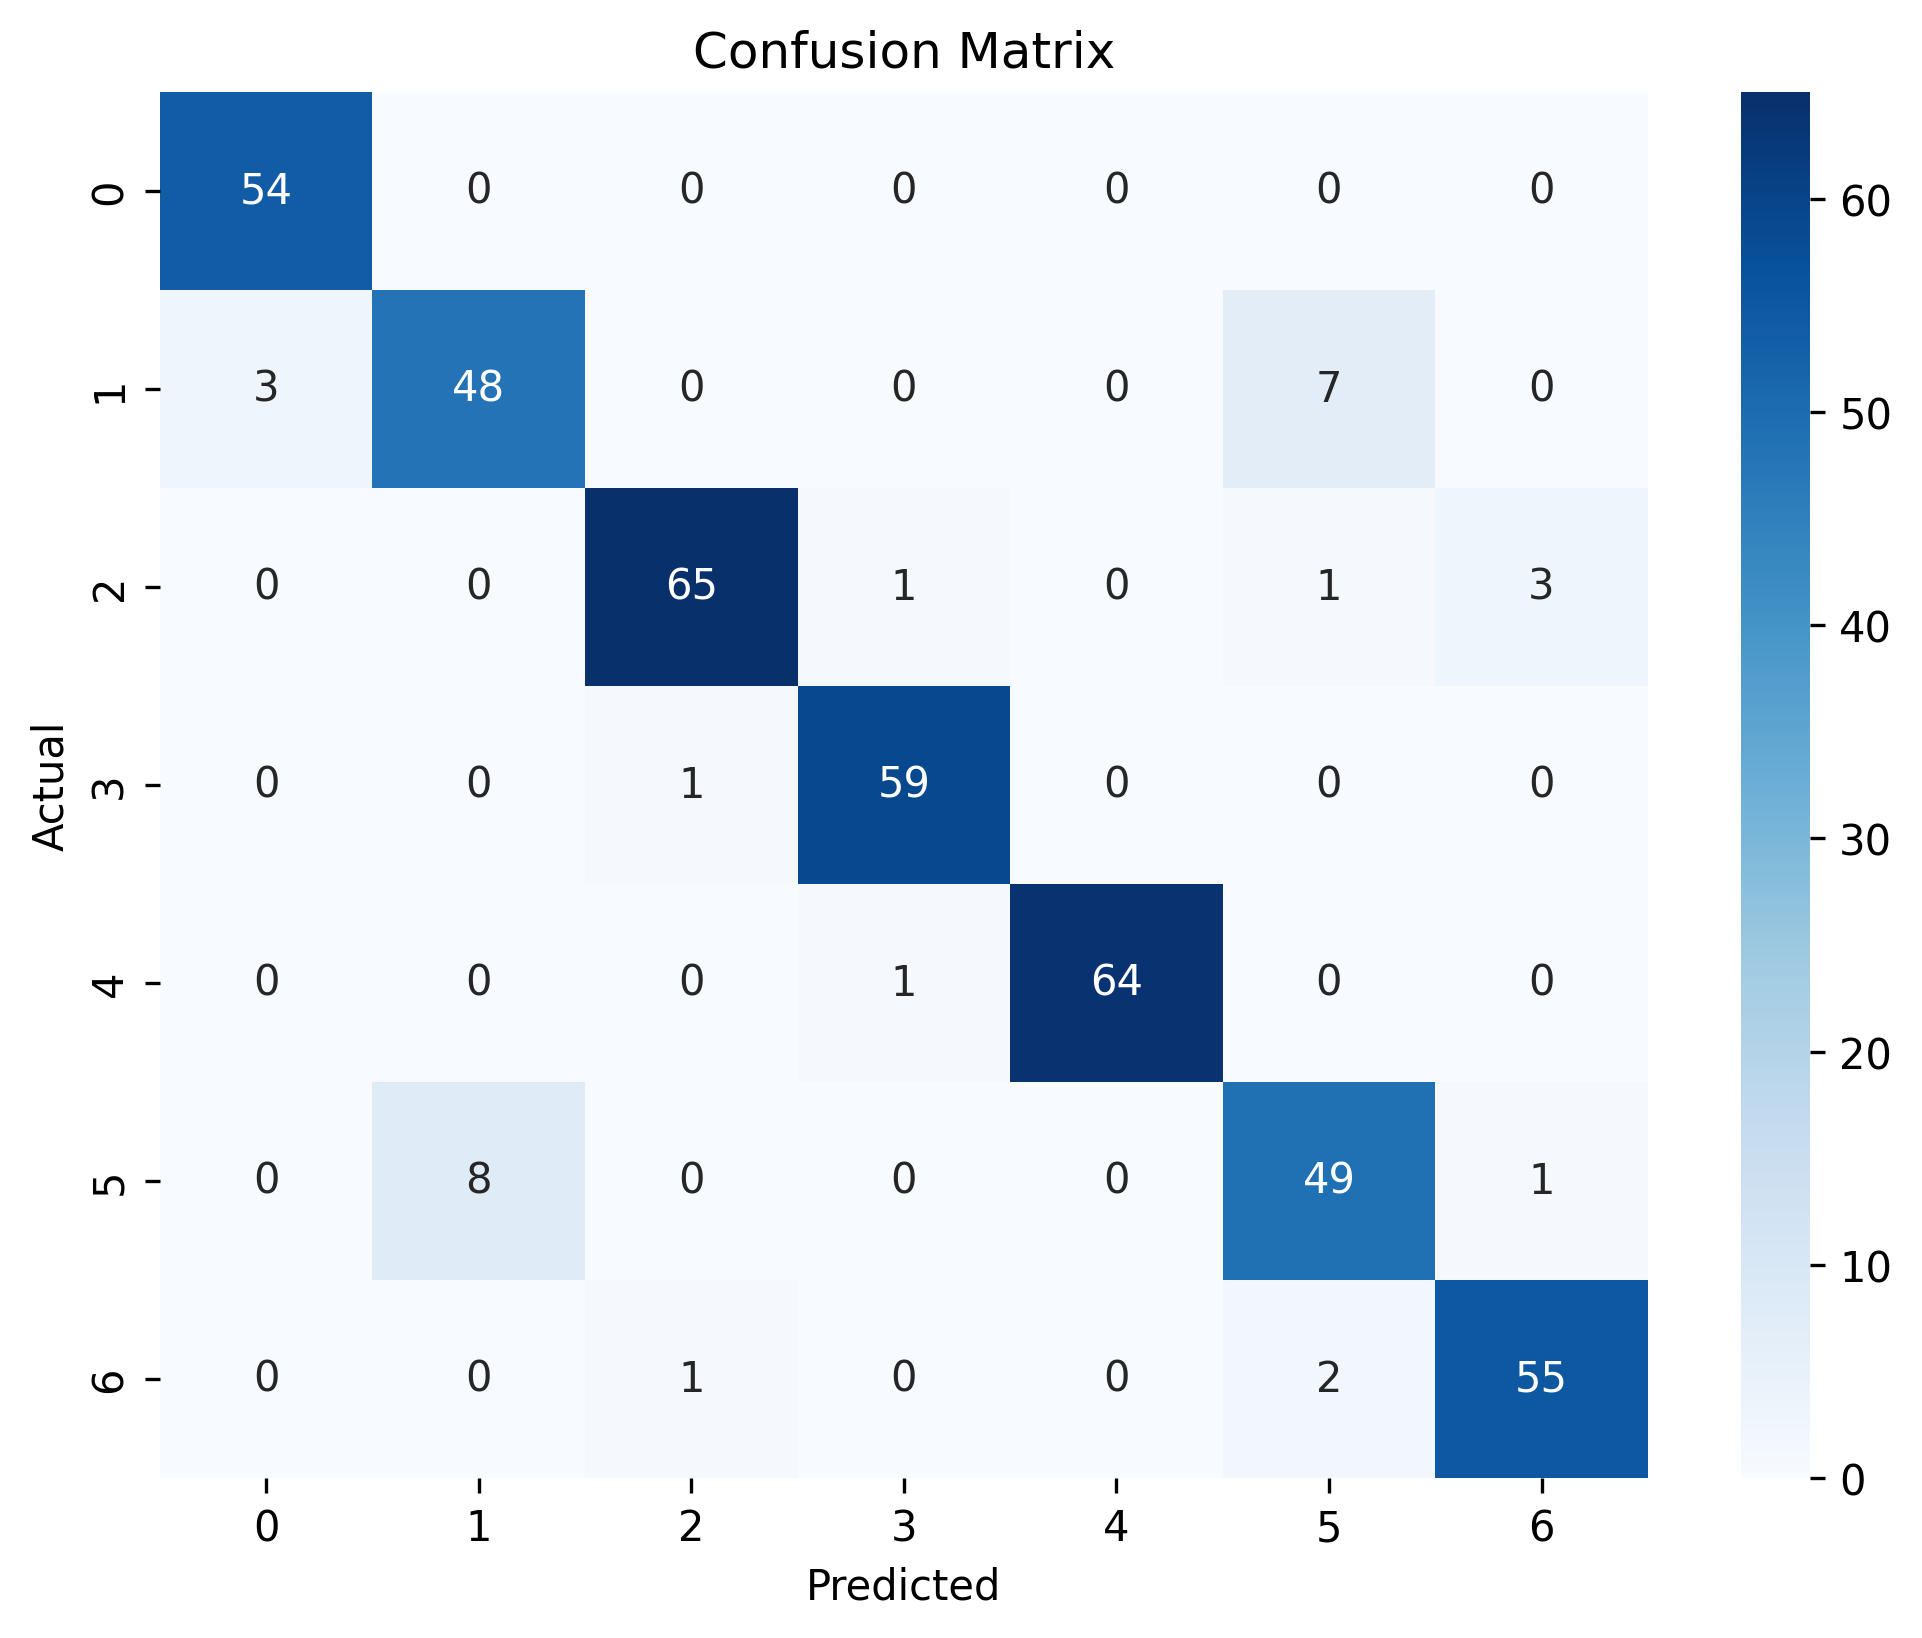 Confusion Matrix
0 54 0 0 0 0 0 0
1 3 48 0 0 0 7 0
2 0 0 65 1 0 1 3
3 0 0 1 59 0 0 0
4 0 0 0 1 64 0 0
5 0 8 0 0 0 49 1
6 0 0 1 0 0 2 55
0 1 2 3 4 5 6
Predicted
Actual
60
50
40
30
20
10
0